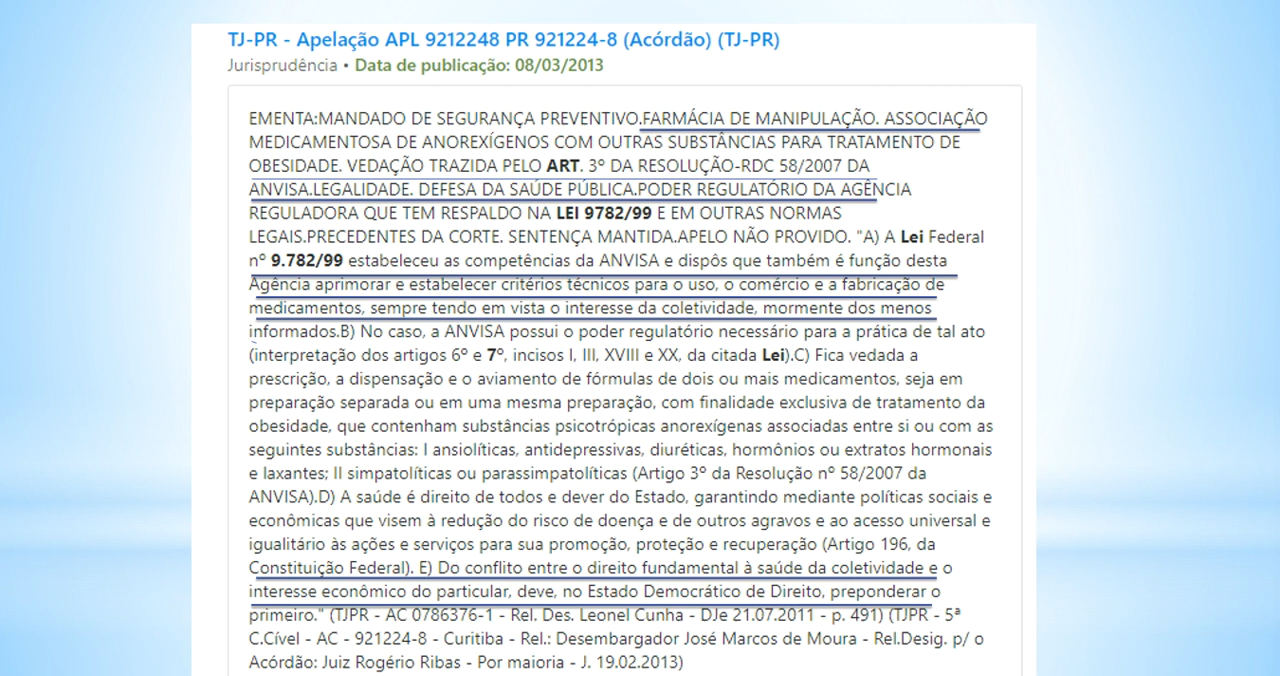 TJ-PR - Apelação APL 9212248 PR 921224-8 (Acórdão) (TJ-PR)
Jurisprudência • Data de publicação: 08/03/2013
EMENTA:MANDADO DE SEGURANÇA PREVENTIVO.FARMÁCIA DE MANIPULAÇÃO. ASSOCIAÇÃO
MEDICAMENTOSA DE ANOREXÍGENOS COM OUTRAS SUBSTÂNCIAS PARA TRATAMENTO DE
OBESIDADE. VEDAÇÃO TRAZIDA PELO ART. 3º DA RESOLUÇÃO-RDC 58/2007 DA
ANVISA.LEGALIDADE. DEFESA DA SAÚDE PÚBLICA.PODER REGULATÓRIO DA AGÊNCIA
REGULADORA QUE TEM RESPALDO NA LEI 9782/99 E EM OUTRAS NORMAS
LEGAIS.PRECEDENTES DA CORTE. SENTENÇA MANTIDA.APELO NÃO PROVIDO. "A) A Lei Federal
nº 9.782/99 estabeleceu as competências da ANVISA e dispôs que também é função desta
Agência aprimorar e estabelecer critérios técnicos para o uso, o comércio e a fabricação de
medicamentos, sempre tendo em vista o interesse da coletividade, mormente dos menos
informados.B) No caso, a ANVISA possui o poder regulatório necessário para a prática de tal ato
(interpretação dos artigos 6º e 7º, incisos I, III, XVIII e XX, da citada Lei).C) Fica vedada a
prescrição, a dispensação e o aviamento de fórmulas de dois ou mais medicamentos, seja em
preparação separada ou em uma mesma preparação, com finalidade exclusiva de tratamento da
obesidade, que contenham substâncias psicotrópicas anorexígenas associadas entre si ou com as
seguintes substâncias: I ansiolíticas, antidepressivas, diuréticas, hormônios ou extratos hormonais
e laxantes; II simpatolíticas ou parassimpatolíticas (Artigo 3º da Resolução nº 58/2007 da
ANVISA).D) A saúde é direito de todos e dever do Estado, garantindo mediante políticas sociais e
econômicas que visem à redução do risco de doença e de outros agravos e ao acesso universal e
igualitário às ações e serviços para sua promoção, proteção e recuperação (Artigo 196, da
Constituição Federal). E) Do conflito entre o direito fundamental à saúde da coletividade e o
interesse econômico do particular, deve, no Estado Democrático de Direito, preponderar o
primeiro." (TJPR - AC 0786376-1 - Rel. Des. Leonel Cunha - DJe 21.07.2011 - p. 491) (TJPR - 5ª
C.Cível - AC - 921224-8 - Curitiba - Rel.: Desembargador José Marcos de Moura - Rel.Desig. p/ o
Acórdão: Juiz Rogério Ribas - Por maioria - J. 19.02.2013)